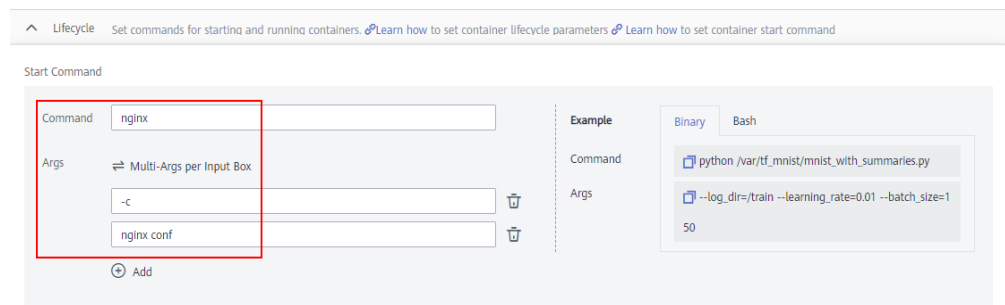 Lifecycle Set commands for starting and running containers. Learn how to set container lifecycle parameters Learn how to set container start command
Start Command
Command nginx
Args Multi-Args per Input Box
-c
nginx conf
Add
Example Binary Bash
Command python /var/tf_mnist/mnist_with_summaries.py
Args --log_dir=/train --learning_rate=0.01 --batch_size=1
50